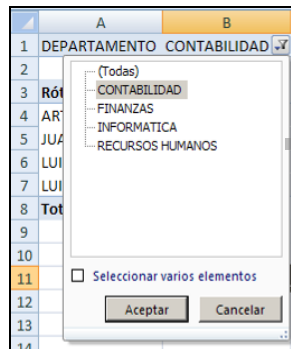 A B
1 DEPARTAMENTO CONTABILIDAD
2 (Todas)
3 Rót CONTABILIDAD
4 AR FINANZAS
5 JUA INFORMATICA
6 LUI RECURSOS HUMANOS
7 LUI
8 Tot
9
10
11 Seleccionar varios elementos
12 Aceptar Cancelar
13
14